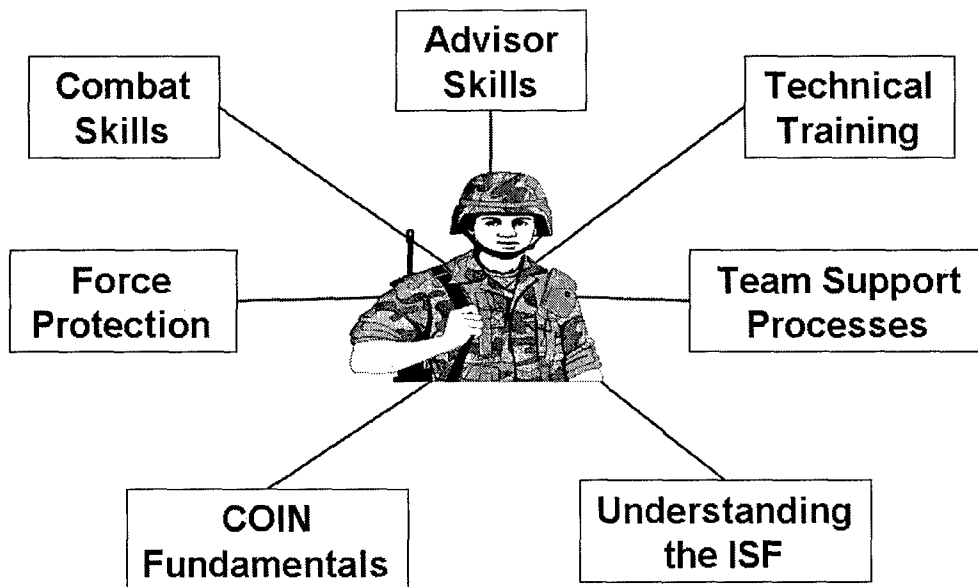 Advisor
Skills
Combat
Skills
Technical
Training
Force
Protection
Team Support
Processes
COIN
Fundamentals
Understanding
the ISF